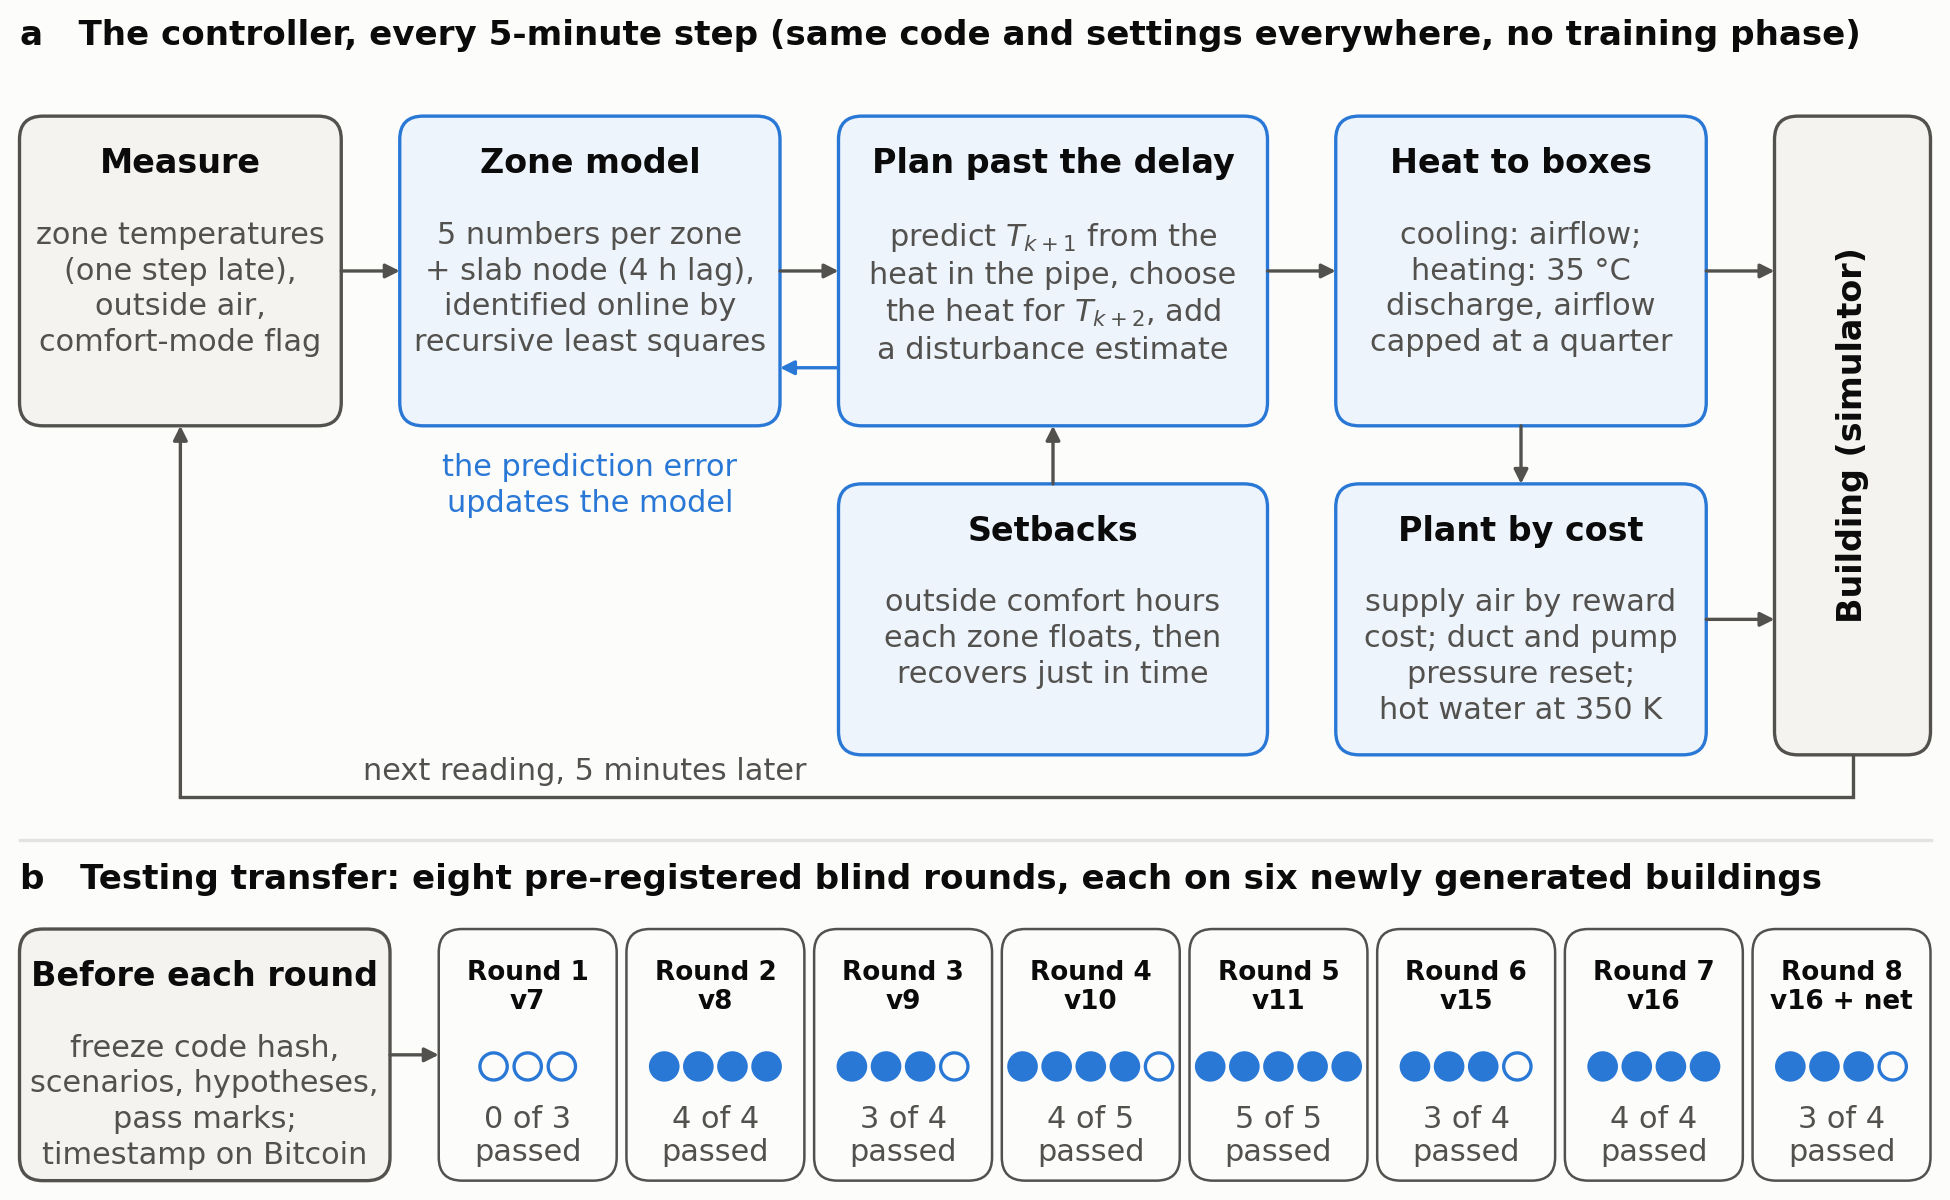 a The controller, every 5-minute step (same code and settings everywhere, no training phase)
Measure
zone temperatures
(one step late),
outside air,
comfort-mode flag
Zone model
5 numbers per zone
+ slab node (4 h lag),
identified online by
recursive least squares
Plan past the delay
predict T_{k+1} from the
heat in the pipe, choose
the heat for T_{k+2}, add
a disturbance estimate
Heat to boxes
cooling: airflow;
heating: 35 °C
discharge, airflow
capped at a quarter
Building (simulator)
the prediction error
updates the model
Setbacks
outside comfort hours
each zone floats, then
recovers just in time
Plant by cost
supply air by reward
cost; duct and pump
pressure reset;
hot water at 350 K
next reading, 5 minutes later
b Testing transfer: eight pre-registered blind rounds, each on six newly generated buildings
Before each round
freeze code hash,
scenarios, hypotheses,
pass marks;
timestamp on Bitcoin
Round 1
v7
0 of 3
passed
Round 2
v8
4 of 4
passed
Round 3
v9
3 of 4
passed
Round 4
v10
4 of 5
passed
Round 5
v11
5 of 5
passed
Round 6
v15
3 of 4
passed
Round 7
v16
4 of 4
passed
Round 8
v16 + net
3 of 4
passed